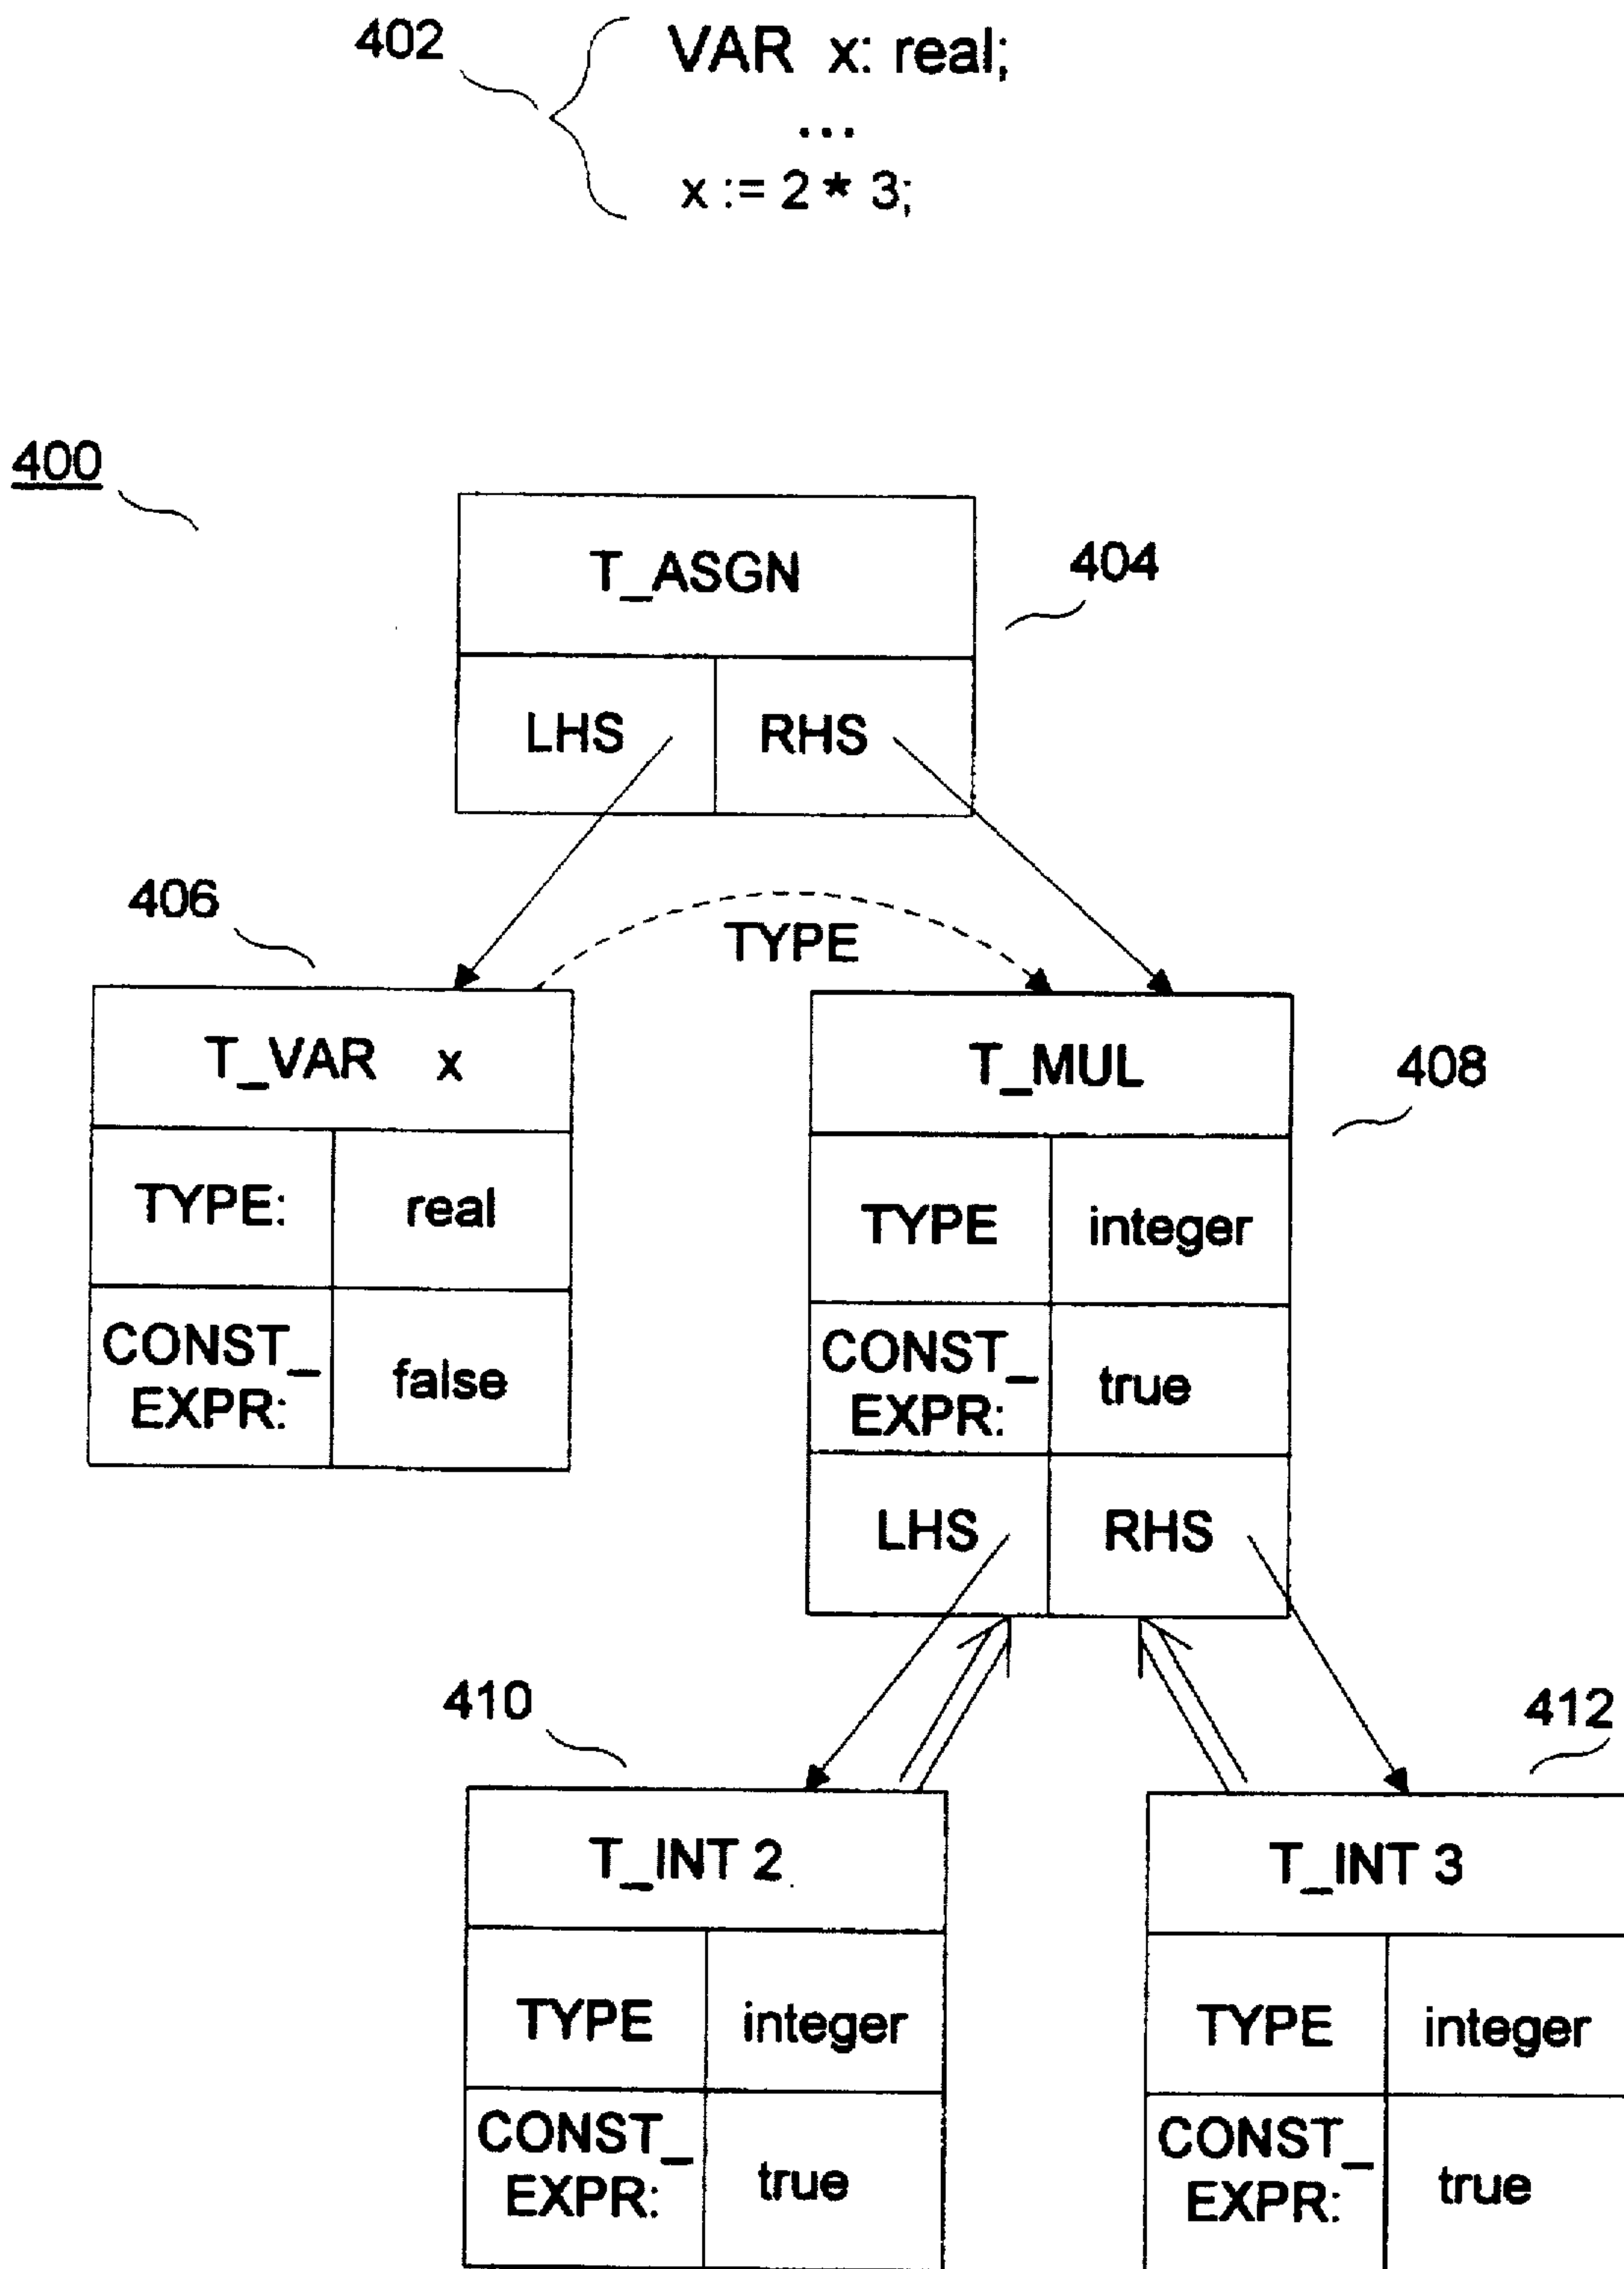 402
VAR x: real;
...
x := 2 * 3;
400
T_ASGN
404
LHS RHS
406
TYPE
T_VAR x
T_MUL
408
TYPE: real
TYPE integer
CONST_
EXPR: false
CONST_
EXPR: true
LHS RHS
410
412
T_INT 2
T_INT 3
TYPE integer
TYPE integer
CONST_
EXPR: true
CONST_
EXPR: true